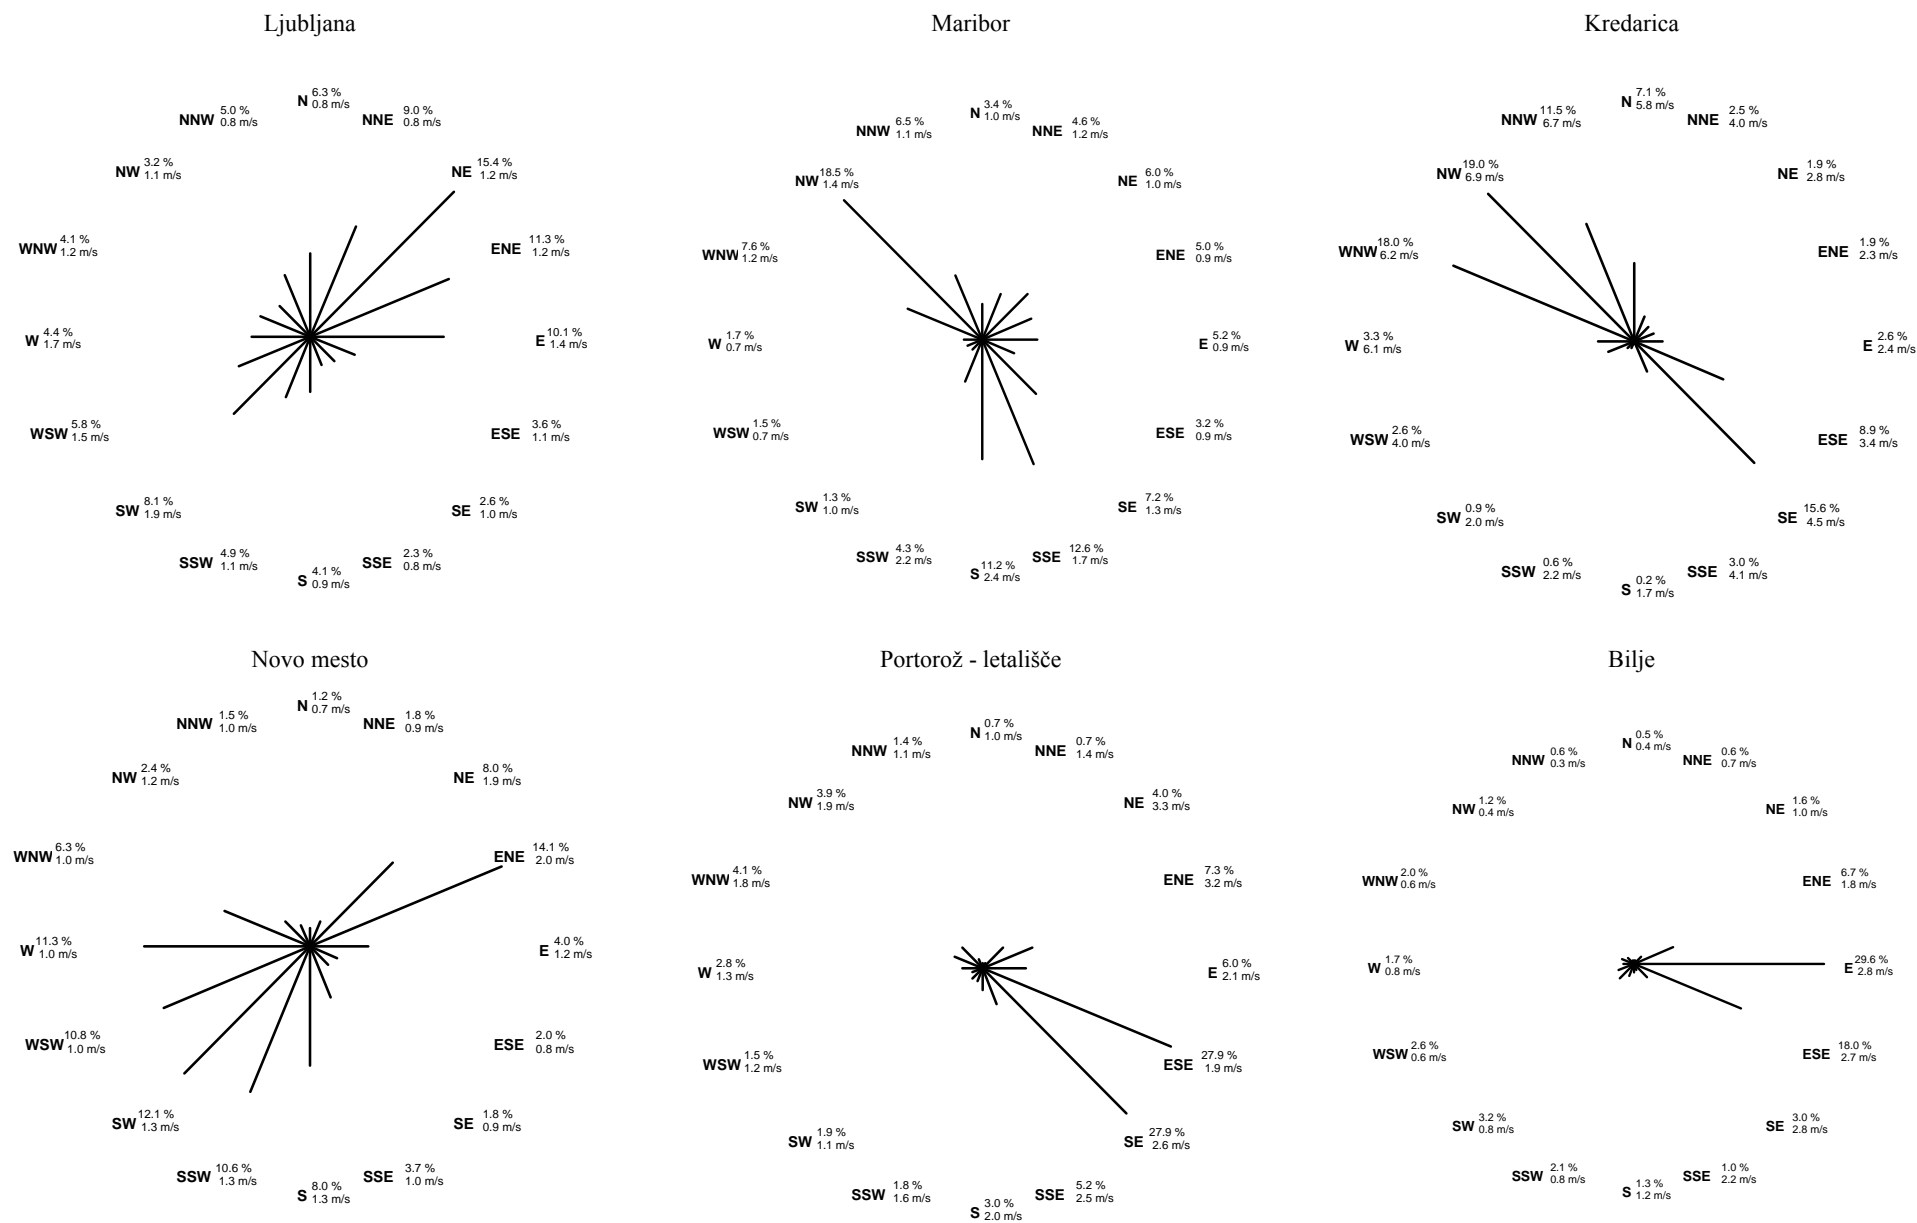 Ljubljana
N 6.3 %
0.8 m/s
NNW 5.0 %
0.8 m/s
NNE 9.0 %
0.8 m/s
NW 3.2 %
1.1 m/s
NE 15.4 %
1.2 m/s
WNW 4.1 %
1.2 m/s
ENE 11.3 %
1.2 m/s
W 4.4 %
1.7 m/s
E 10.1 %
1.4 m/s
WSW 5.8 %
1.5 m/s
ESE 3.6 %
1.1 m/s
SW 8.1 %
1.9 m/s
SE 2.6 %
1.0 m/s
SSW 4.9 %
1.1 m/s
S 4.1 %
0.9 m/s
SSE 2.3 %
0.8 m/s
Maribor
N 3.4 %
1.0 m/s
NNW 6.5 %
1.1 m/s
NNE 4.6 %
1.2 m/s
NW 18.5 %
1.4 m/s
NE 6.0 %
1.0 m/s
WNW 7.6 %
1.2 m/s
ENE 5.0 %
0.9 m/s
W 1.7 %
0.7 m/s
E 5.2 %
0.9 m/s
WSW 1.5 %
0.7 m/s
ESE 3.2 %
0.9 m/s
SW 1.3 %
1.0 m/s
SE 7.2 %
1.3 m/s
SSW 4.3 %
2.2 m/s
S 11.2 %
2.4 m/s
SSE 12.6 %
1.7 m/s
Kredarica
N 7.1 %
5.8 m/s
NNW 11.5 %
6.7 m/s
NNE 2.5 %
4.0 m/s
NW 19.0 %
6.9 m/s
NE 1.9 %
2.8 m/s
WNW 18.0 %
6.2 m/s
ENE 1.9 %
2.3 m/s
W 3.3 %
6.1 m/s
E 2.6 %
2.4 m/s
WSW 2.6 %
4.0 m/s
ESE 8.9 %
3.4 m/s
SW 0.9 %
2.0 m/s
SE 15.6 %
4.5 m/s
SSW 0.6 %
2.2 m/s
S 0.2 %
1.7 m/s
SSE 3.0 %
4.1 m/s
Novo mesto
N 1.2 %
0.7 m/s
NNW 1.5 %
1.0 m/s
NNE 1.8 %
0.9 m/s
NW 2.4 %
1.2 m/s
NE 8.0 %
1.9 m/s
WNW 6.3 %
1.0 m/s
ENE 14.1 %
2.0 m/s
W 11.3 %
1.0 m/s
E 4.0 %
1.2 m/s
WSW 10.8 %
1.0 m/s
ESE 2.0 %
0.8 m/s
SW 12.1 %
1.3 m/s
SE 1.8 %
0.9 m/s
SSW 10.6 %
1.3 m/s
S 8.0 %
1.3 m/s
SSE 3.7 %
1.0 m/s
Portorož - letališče
N 0.7 %
1.0 m/s
NNW 1.4 %
1.1 m/s
NNE 0.7 %
1.4 m/s
NW 3.9 %
1.9 m/s
NE 4.0 %
3.3 m/s
WNW 4.1 %
1.8 m/s
ENE 7.3 %
3.2 m/s
W 2.8 %
1.3 m/s
E 6.0 %
2.1 m/s
WSW 1.5 %
1.2 m/s
ESE 27.9 %
1.9 m/s
SW 1.9 %
1.1 m/s
SE 27.9 %
2.6 m/s
SSW 1.8 %
1.6 m/s
S 3.0 %
2.0 m/s
SSE 5.2 %
2.5 m/s
Bilje
N 0.5 %
0.4 m/s
NNW 0.6 %
0.3 m/s
NNE 0.6 %
0.7 m/s
NW 1.2 %
0.4 m/s
NE 1.6 %
1.0 m/s
WNW 2.0 %
0.6 m/s
ENE 6.7 %
1.8 m/s
W 1.7 %
0.8 m/s
E 29.6 %
2.8 m/s
WSW 2.6 %
0.6 m/s
ESE 18.0 %
2.7 m/s
SW 3.2 %
0.8 m/s
SE 3.0 %
2.8 m/s
SSW 2.1 %
0.8 m/s
S 1.3 %
1.2 m/s
SSE 1.0 %
2.2 m/s